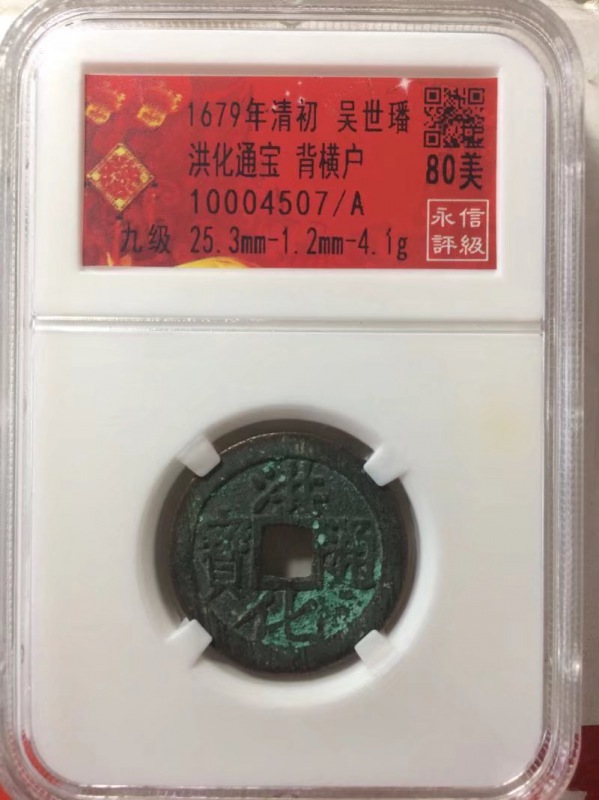 1679年清初 吴世璠
洪化通宝 背横户
80美
10004507/A
九级 25.3mm-1.2mm-4.1g
永信
評級
洪化通寳